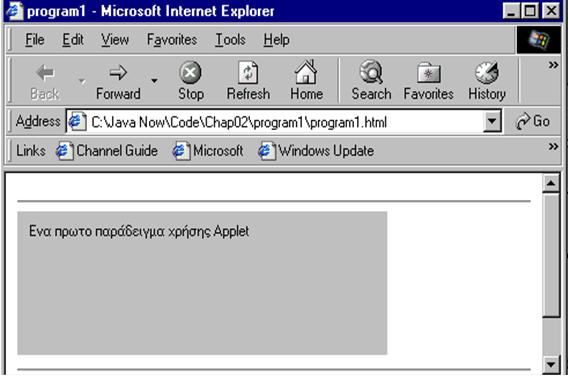 program1 - Microsoft Internet Explorer
File Edit View Favorites Tools Help
»
Back Forward Stop Refresh Home Search Favorites History
Address C:\Java Now\Code\Chap02\program1\program1.html Go
Links Channel Guide Microsoft Windows Update »
Ενα πρωτο παράδειγμα χρήσης Applet